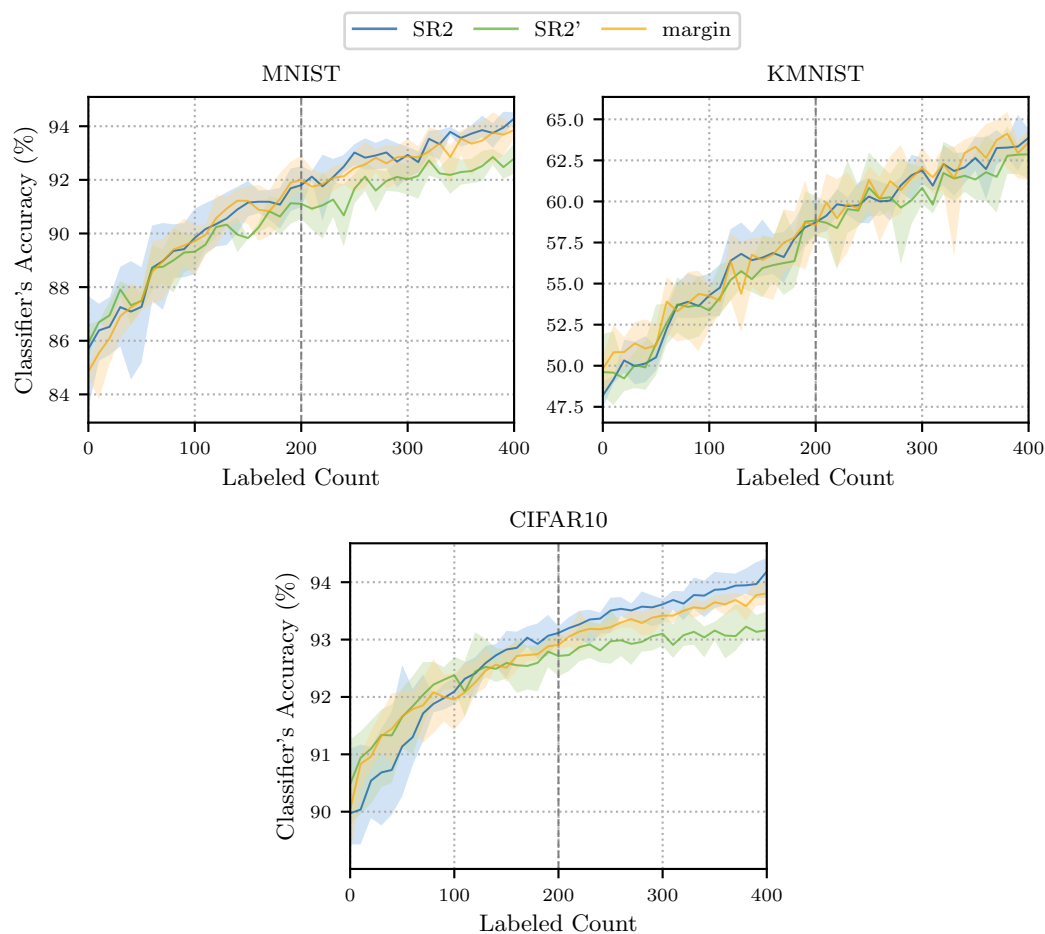 SR2 SR2' margin
MNIST
KMNIST
Classifier's Accuracy (%)
94
92
90
88
86
84
0 100 200 300 400
Labeled Count
65.0
62.5
60.0
57.5
55.0
52.5
50.0
47.5
0 100 200 300 400
Labeled Count
CIFAR10
Classifier's Accuracy (%)
94
93
92
91
90
0 100 200 300 400
Labeled Count